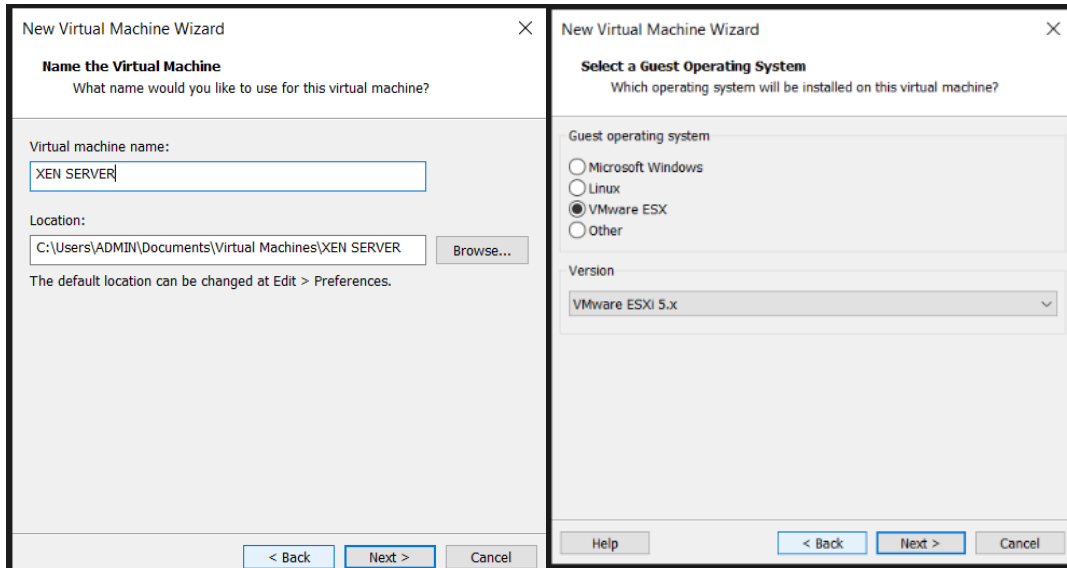 New Virtual Machine Wizard
Name the Virtual Machine
What name would you like to use for this virtual machine?
Virtual machine name:
XEN SERVER
Location:
C:\Users\ADMIN\Documents\Virtual Machines\XEN SERVER
Browse...
The default location can be changed at Edit > Preferences.
< Back
Next >
Cancel
New Virtual Machine Wizard
Select a Guest Operating System
Which operating system will be installed on this virtual machine?
Guest operating system
Microsoft Windows
Linux
VMware ESX
Other
Version
VMware ESXi 5.x
Help
< Back
Next >
Cancel